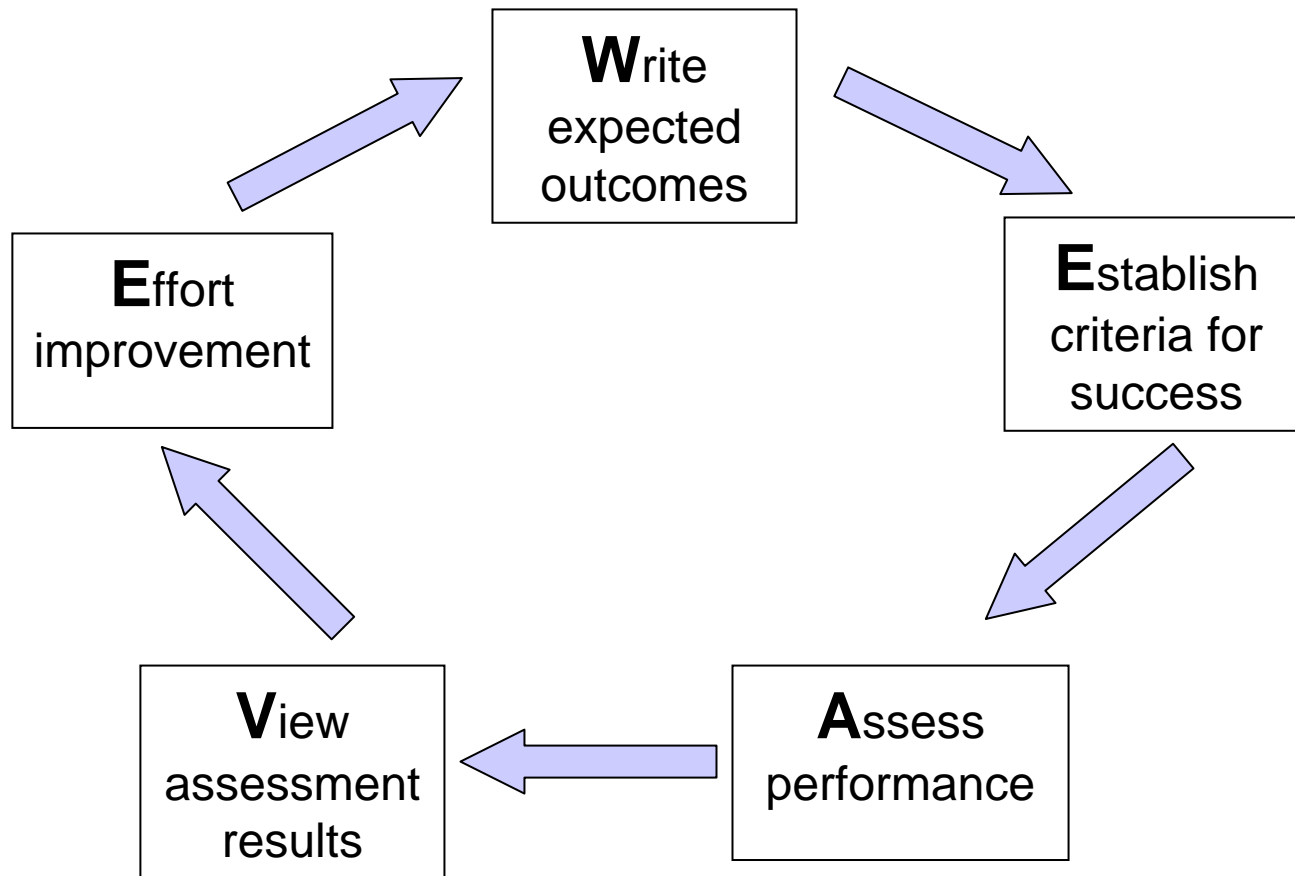 Write
expected
outcomes
Establish
criteria for
success
Assess
performance
View
assessment
results
Effort
improvement